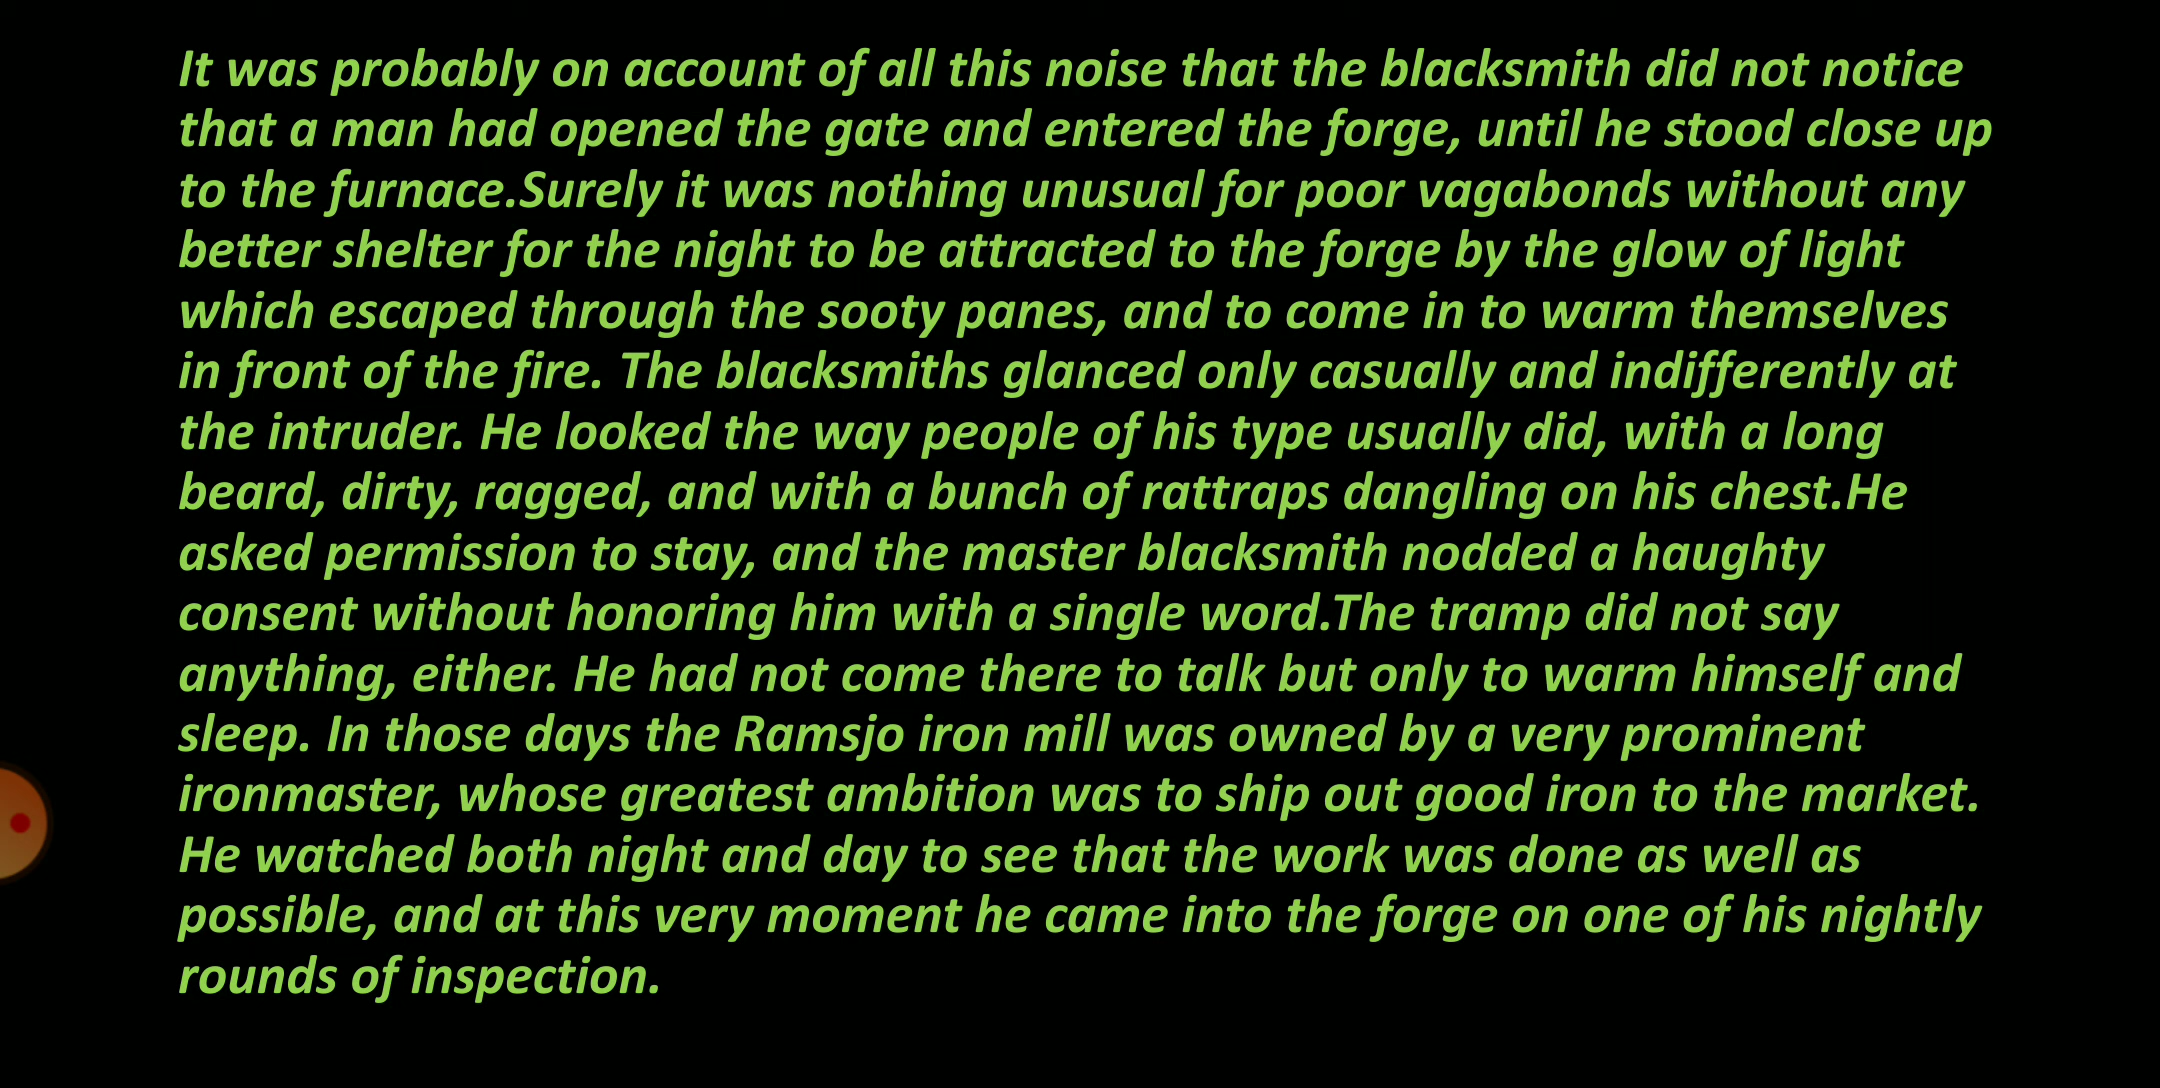 It was probably on account of all this noise that the blacksmith did not notice
that a man had opened the gate and entered the forge, until he stood close up
to the furnace.Surely it was nothing unusual for poor vagabonds without any
better shelter for the night to be attracted to the forge by the glow of light
which escaped through the sooty panes, and to come in to warm themselves
in front of the fire. The blacksmiths glanced only casually and indifferently at
the intruder. He looked the way people of his type usually did, with a long
beard, dirty, ragged, and with a bunch of rattraps dangling on his chest.He
asked permission to stay, and the master blacksmith nodded a haughty
consent without honoring him with a single word.The tramp did not say
anything, either. He had not come there to talk but only to warm himself and
sleep. In those days the Ramsjo iron mill was owned by a very prominent
ironmaster, whose greatest ambition was to ship out good iron to the market.
He watched both night and day to see that the work was done as well as
possible, and at this very moment he came into the forge on one of his nightly
rounds of inspection.